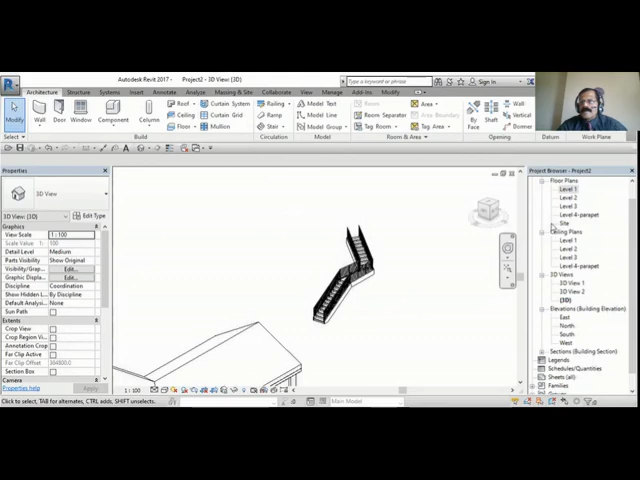 Autodesk Revit 2017 - Project2 - 3D View: {3D}
Type a keyword or phrase
Sign In
Architecture Structure Systems Insert Annotate Analyze Massing & Site Collaborate View Manage Add-Ins Modify
Modify Wall Door Window Component Column
Roof Ceiling Floor
Curtain System Curtain Grid Mullion
Railing Ramp Stair
Model Text Model Line Model Group
Room Room Separator Tag Room
Area
By Face Shaft Wall Vertical Dormer
Select Build Circulation Model Room & Area Opening Datum Work Plane
Properties
3D View
3D View: {3D} Edit Type
Graphics
View Scale 1 : 100
Scale Value 1: 100
Detail Level Medium
Parts Visibility Show Original
Visibility/Grap... Edit...
Graphic Displa... Edit...
Discipline Coordination
Show Hidden L... By Discipline
Default Analysi... None
Sun Path
Extents
Crop View
Crop Region Vi...
Annotation Crop
Far Clip Active
Far Clip Offset 304800.0
Section Box
Camera
Properties help Apply
Project Browser - Project2
Floor Plans
Level 1
Level 2
Level 3
Level 4-parapet
Site
Ceiling Plans
Level 1
Level 2
Level 3
Level 4-parapet
3D Views
3D View 1
3D View 2
{3D}
Elevations (Building Elevation)
East
North
South
West
Sections (Building Section)
Legends
Schedules/Quantities
Sheets (all)
Families
1 : 100
Click to select, TAB for alternates, CTRL adds, SHIFT unselects.
:0
Main Model
:0